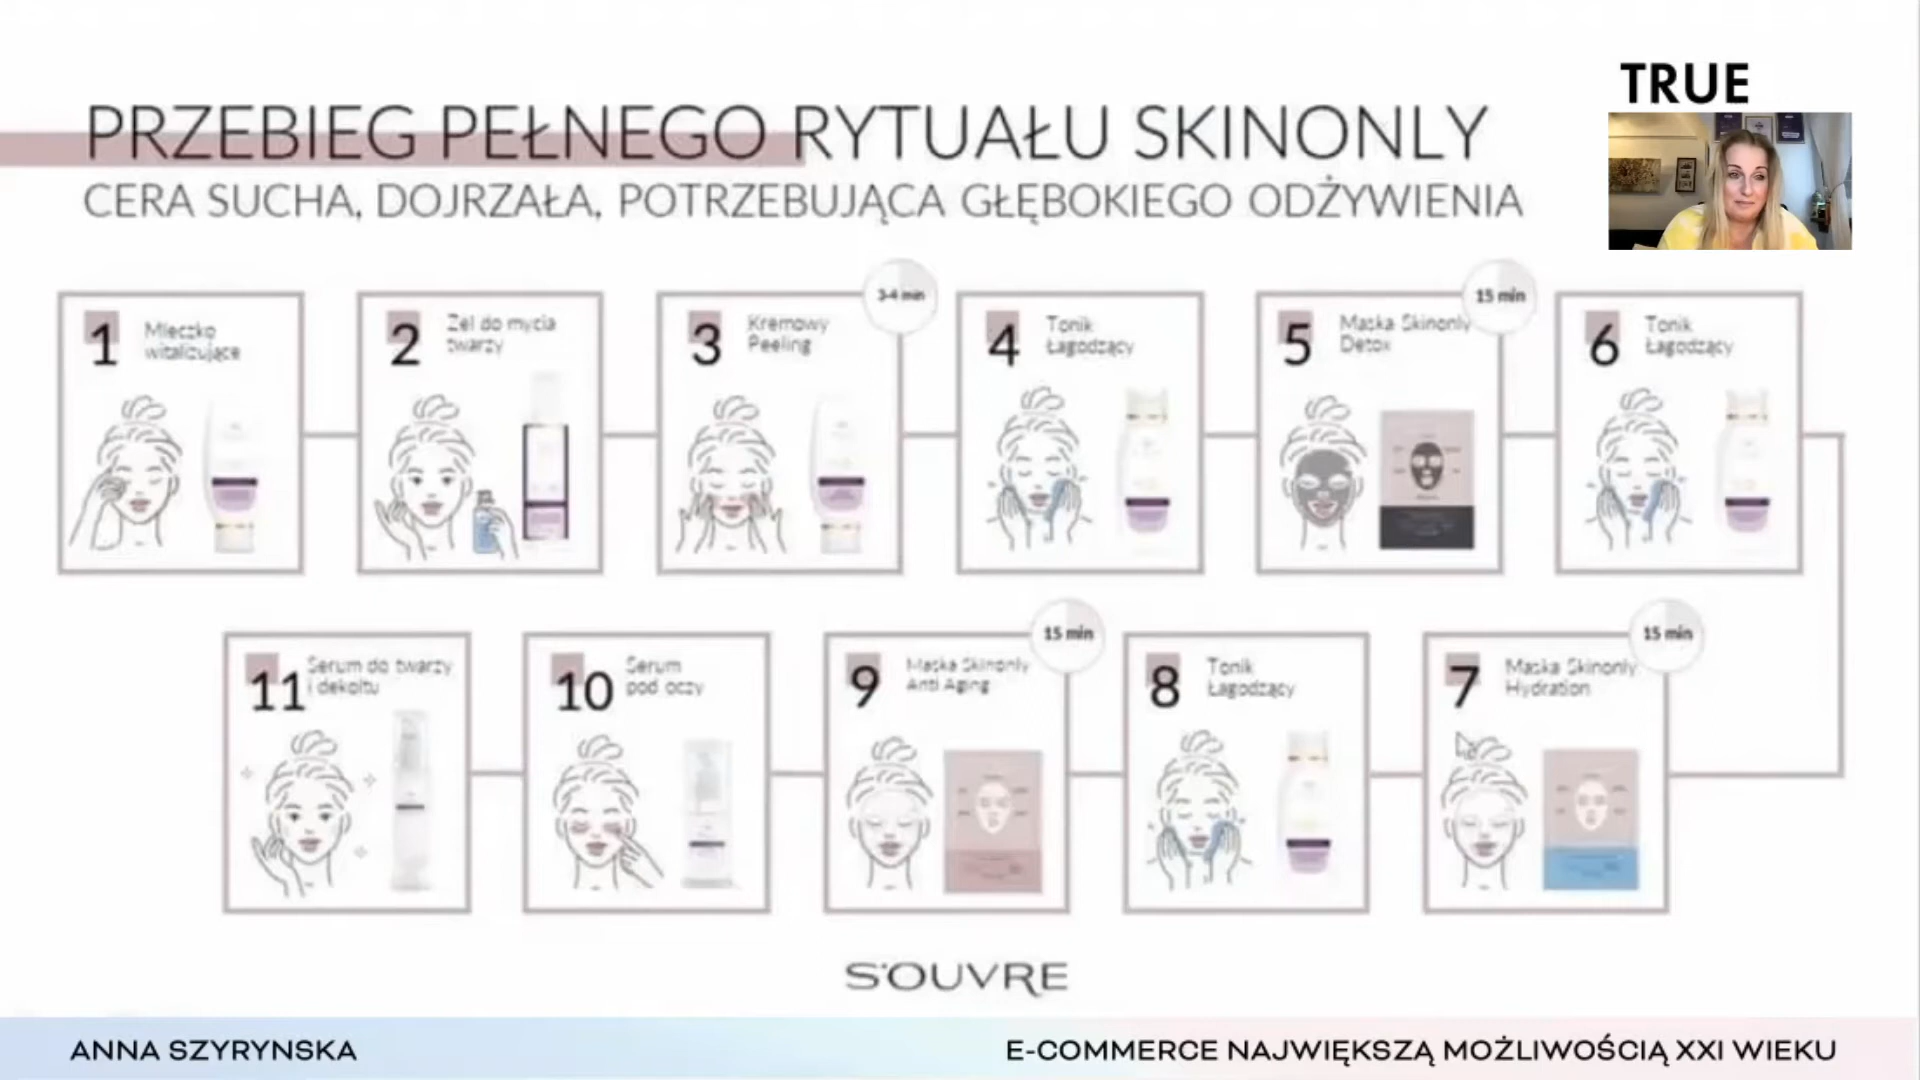 TRUE
PRZEBIEG PEŁNEGO RYTUAŁU SKINONLY
CERA SUCHA, DOJRZAŁA, POTRZEBUJĄCA GŁĘBOKIEGO ODŻYWIENIA
1 Mleczko
witalizujące
2 Żel do mycia
twarzy
3-4 min
3 Kremowy
Peeling
4 Tonik
Łagodzący
15 min
5 Maska Skinonly
Detox
6 Tonik
Łagodzący
15 min
7 Maska Skinonly
Hydration
8 Tonik
Łagodzący
15 min
9 Maska Skinonly
Anti Aging
10 Serum
pod oczy
11 Serum do twarzy
i dekoltu
S'OUVRE
ANNA SZYRYNSKA
E-COMMERCE NAJWIĘKSZĄ MOŻLIWOŚCIĄ XXI WIEKU